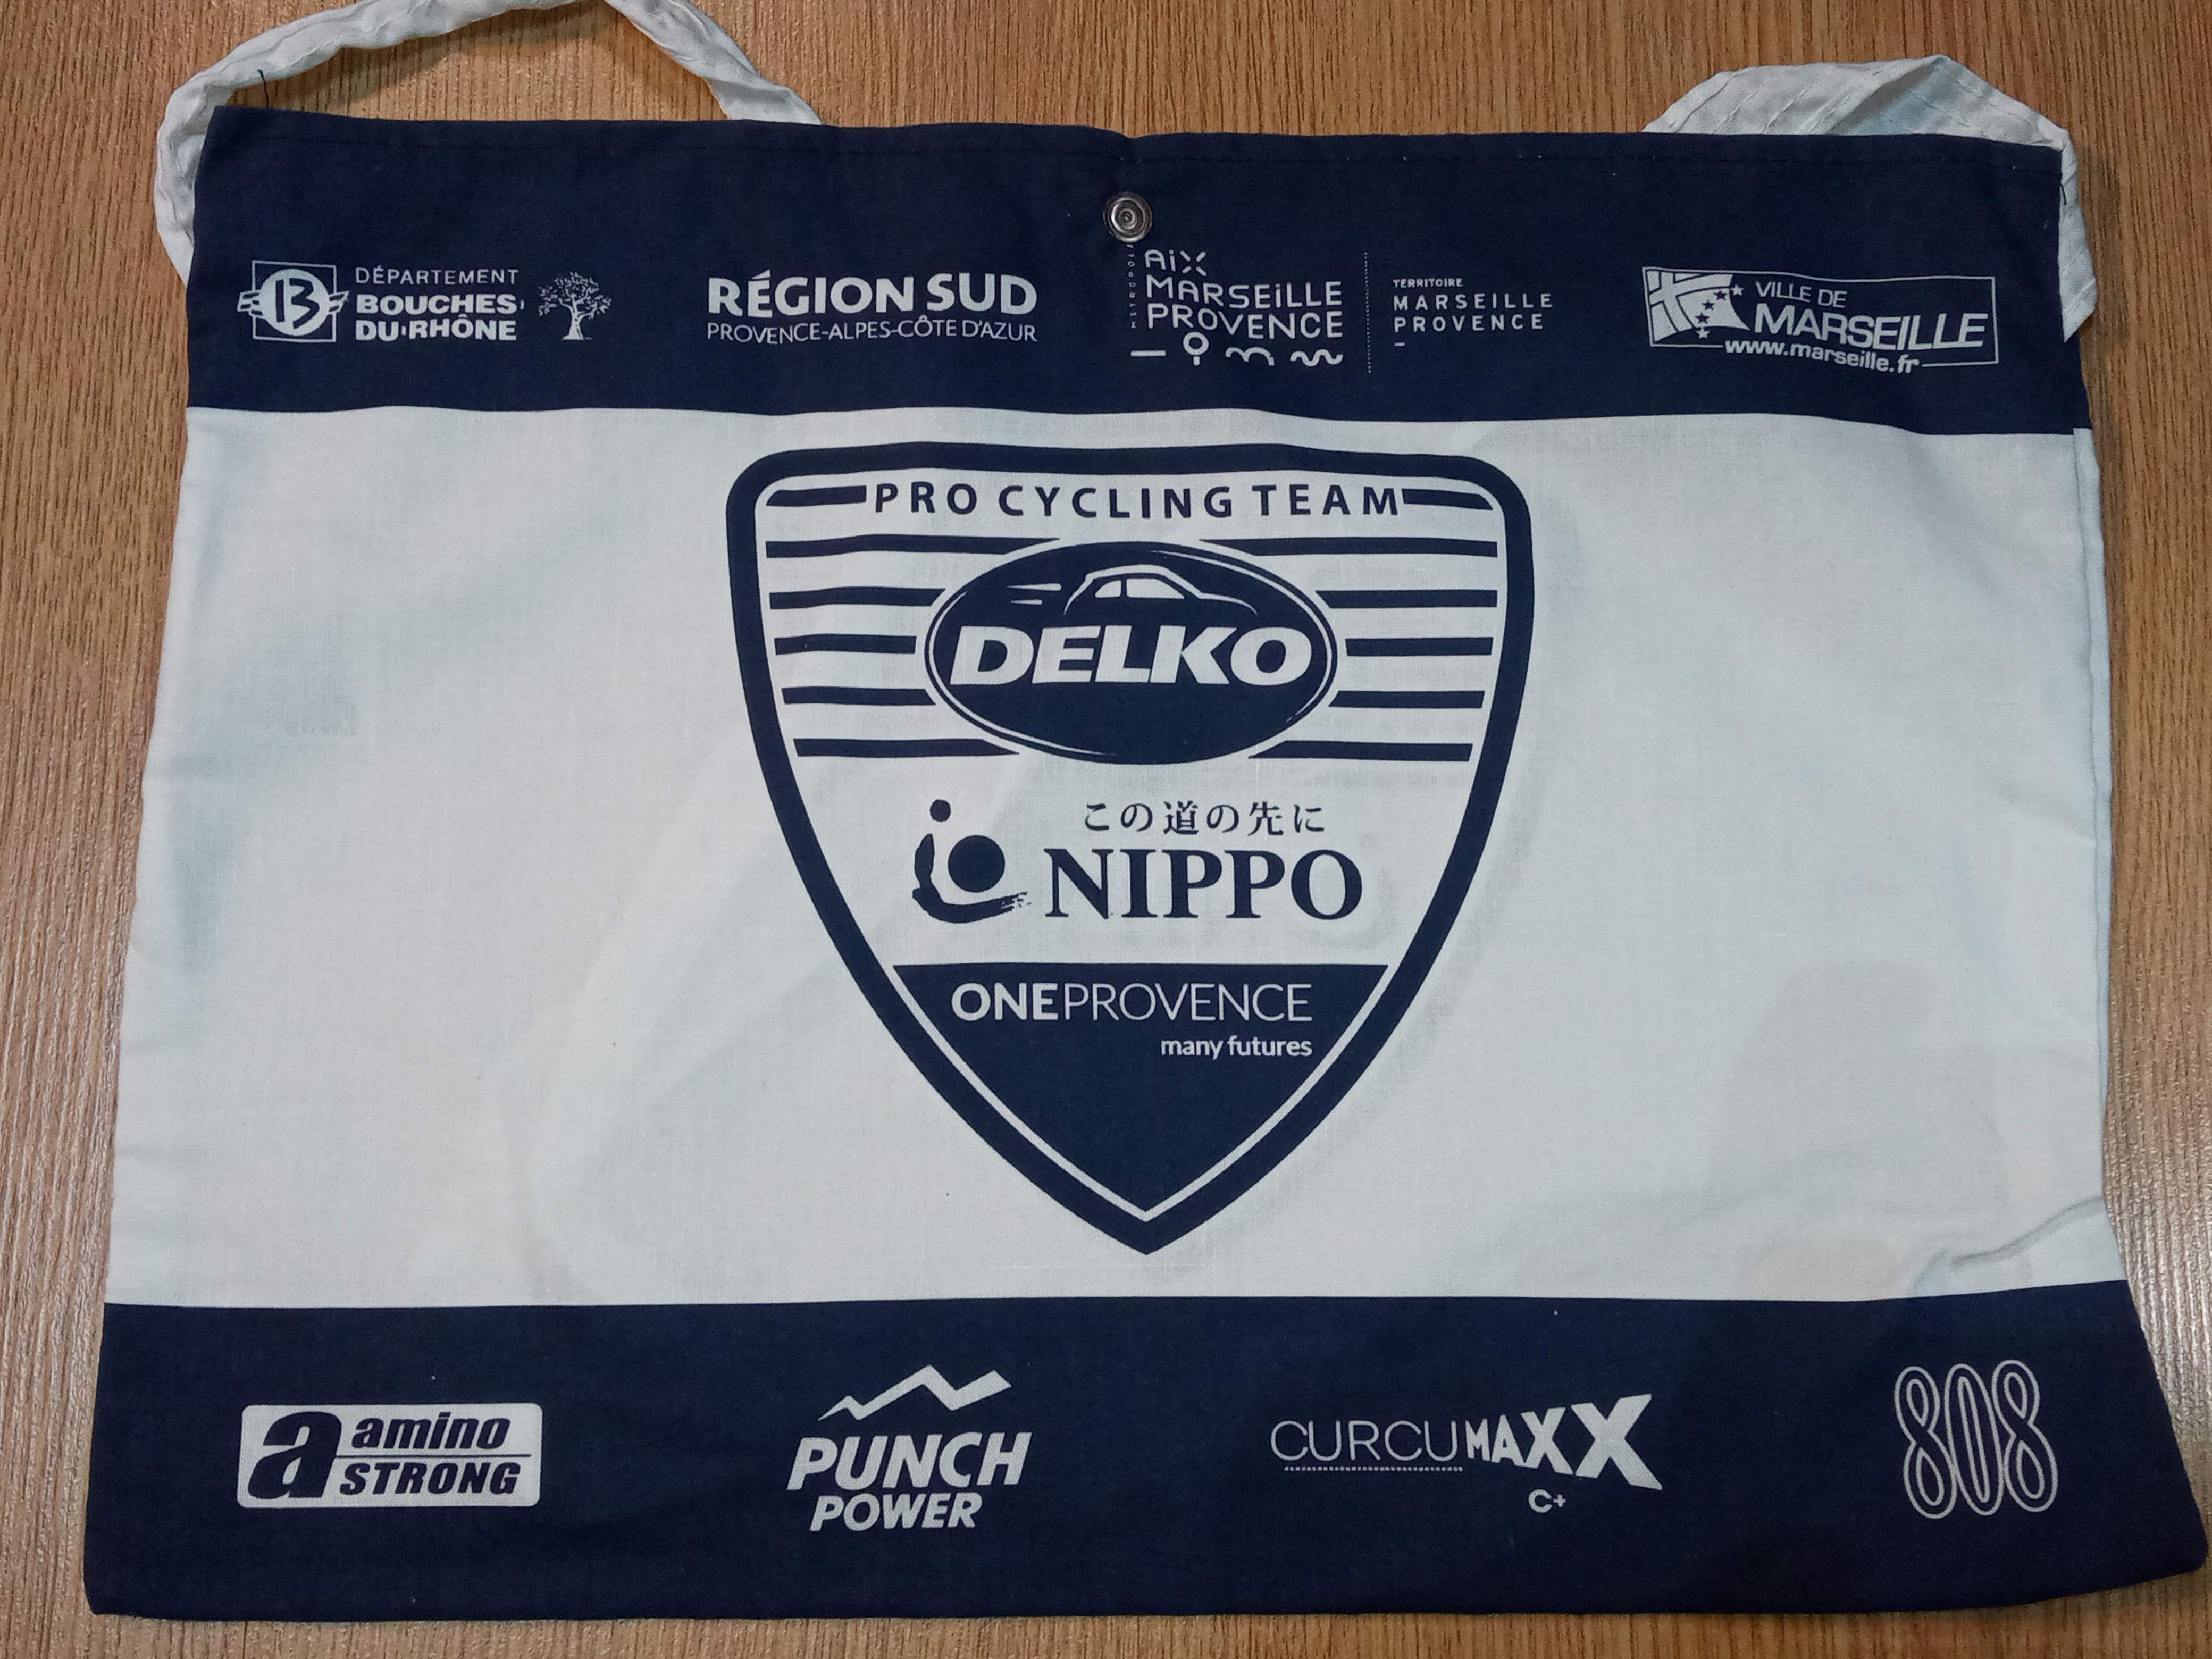 DÉPARTEMENT
BOUCHES-
DU-RHÔNE
RÉGION SUD
PROVENCE-ALPES-CÔTE D'AZUR
AIX
MARSEILLE
PROVENCE
TERRITOIRE
MARSEILLE
PROVENCE
VILLE DE
MARSEILLE
www.marseille.fr
PRO CYCLING TEAM
DELKO
この道の先に
NIPPO
ONEPROVENCE
many futures
a amino
STRONG
PUNCH
POWER
CURCUMAXX
C+
808